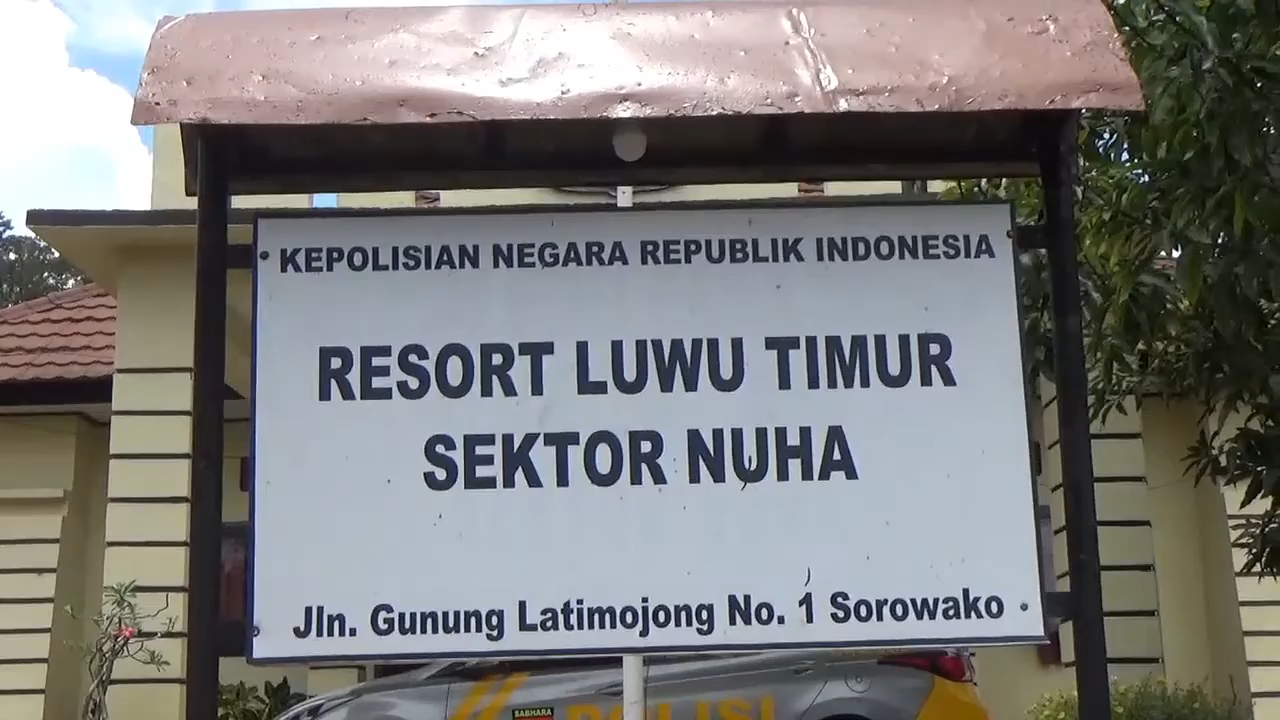 KEPOLISIAN NEGARA REPUBLIK INDONESIA
RESORT LUWU TIMUR
SEKTOR NUHA
Jln. Gunung Latimojong No. 1 Sorowako
SABHARA
POLISI